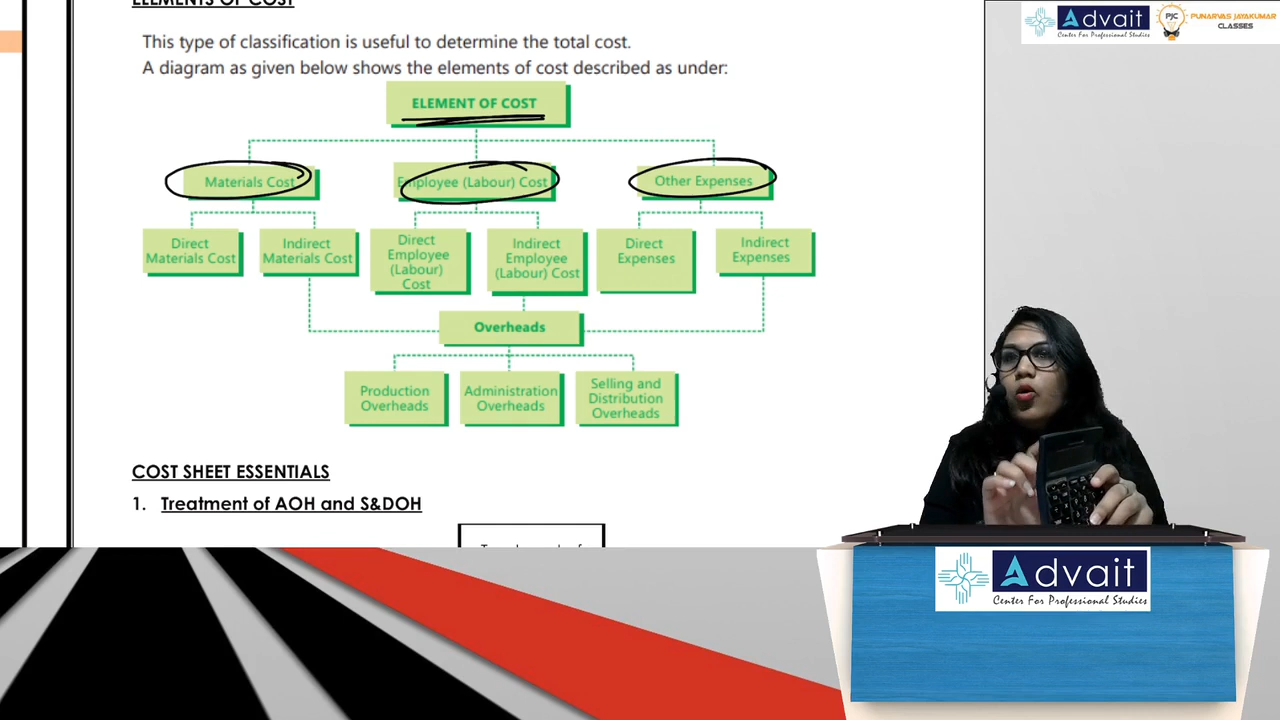 ELEMENTS OF COST
This type of classification is useful to determine the total cost.
A diagram as given below shows the elements of cost described as under:
ELEMENT OF COST
Materials Cost
Employee (Labour) Cost
Other Expenses
Direct
Materials Cost
Indirect
Materials Cost
Direct
Employee
(Labour)
Cost
Indirect
Employee
(Labour) Cost
Direct
Expenses
Indirect
Expenses
Overheads
Production
Overheads
Administration
Overheads
Selling and
Distribution
Overheads
COST SHEET ESSENTIALS
1. Treatment of AOH and S&DOH
Advait
Center For Professional Studies
PJC
PUNARVAS JAYAKUMAR
CLASSES
Advait
Center For Professional Studies